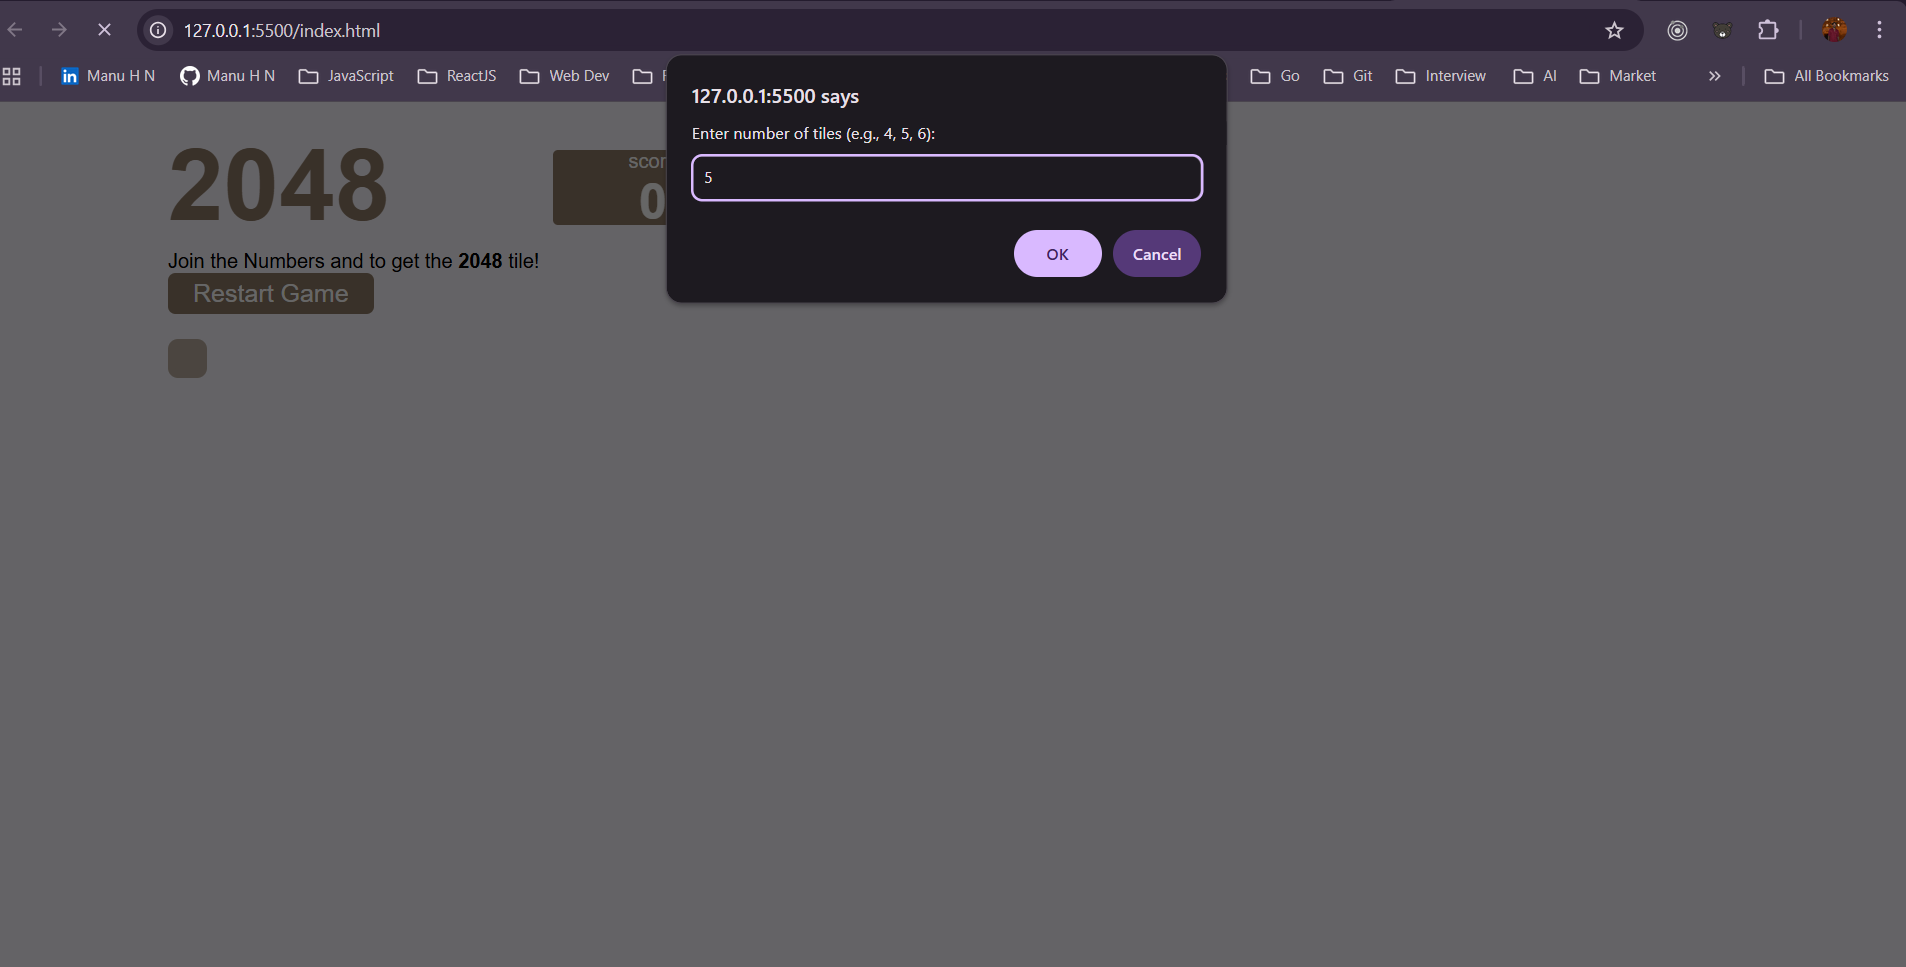 127.0.0.1:5500/index.html
Manu H N
Manu H N
JavaScript
ReactJS
Web Dev
Go
Git
Interview
AI
Market
All Bookmarks
127.0.0.1:5500 says
Enter number of tiles (e.g., 4, 5, 6):
5
OK
Cancel
2048
scor
0
Join the Numbers and to get the 2048 tile!
Restart Game